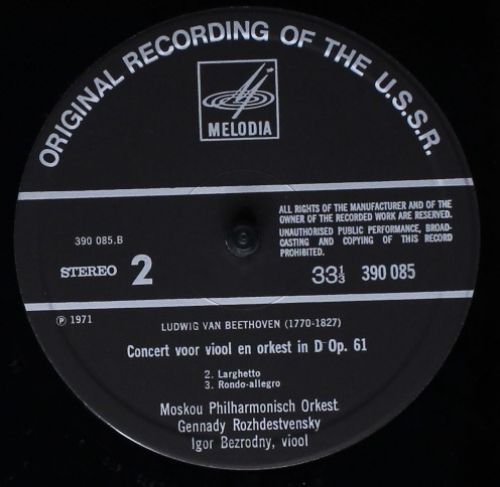 ORIGINAL RECORDING OF THE U.S.S.R.
MELODIA
ALL RIGHTS OF THE MANUFACTURER AND OF THE
OWNER OF THE RECORDED WORK ARE RESERVED.
UNAUTHORISED PUBLIC PERFORMANCE, BROAD-
CASTING AND COPYING OF THIS RECORD
PROHIBITED.
390 085.B
STEREO 2
33⅓ 390 085
℗ 1971
LUDWIG VAN BEETHOVEN (1770-1827)
Concert voor viool en orkest in D Op. 61
2. Larghetto
3. Rondo-allegro
Moskou Philharmonisch Orkest
Gennady Rozhdestvensky
Igor Bezrodny, viool